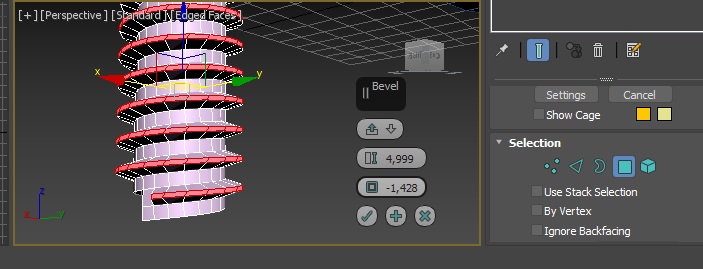 [+] [Perspective] [Standard] [Edged Faces]
z
x
y
Bevel
4,999
-1,428
z
x
y
Settings
Cancel
Show Cage
Selection
Use Stack Selection
By Vertex
Ignore Backfacing